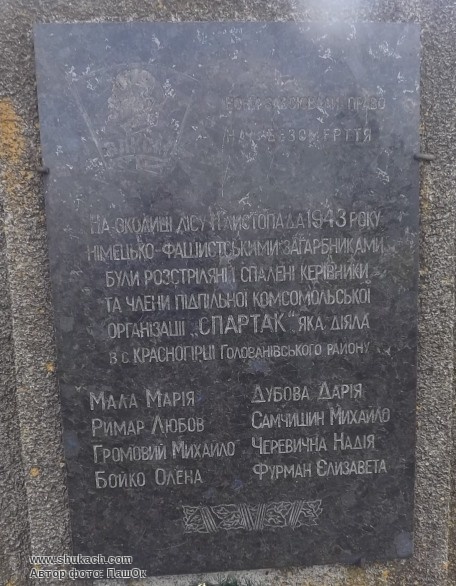 ВОНИ ЗАВОЮВАЛИ ПРАВО
НА БЕЗСМЕРТТЯ
НА ОКОЛИЦІ ЛІСУ 11 ЛИСТОПАДА 1943 РОКУ
НІМЕЦЬКО-ФАШИСТСЬКИМИ ЗАГАРБНИКАМИ
БУЛИ РОЗСТРІЛЯНІ Й СПАЛЕНІ КЕРІВНИКИ
ТА ЧЛЕНИ ПІДПІЛЬНОЇ КОМСОМОЛЬСЬКОЇ
ОРГАНІЗАЦІЇ „СПАРТАК" ЯКА ДІЯЛА
В С КРАСНОГІРЦІ ГОЛОВАНІВСЬКОГО РАЙОНУ
МАЛА МАРІЯ
РИМАР ЛЮБОВ
ГРОМОВИЙ МИХАЙЛО
БОЙКО ОЛЕНА
ДУБОВА ДАРІЯ
САМЧИШИН МИХАЙЛО
ЧЕРЕВИЧНА НАДІЯ
ФУРМАН ЄЛИЗАВЕТА
www.shukach.com
Автор фото: ПашОк